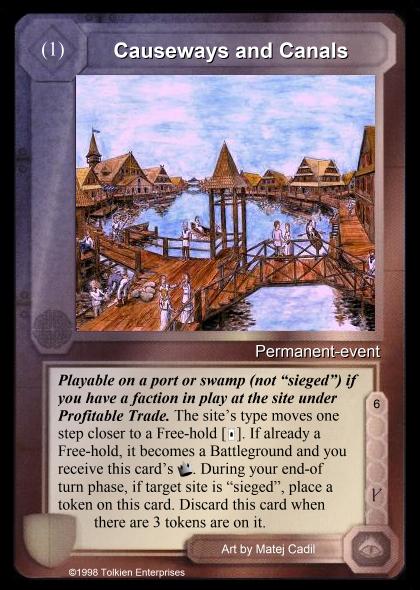 (1)
Causeways and Canals
Permanent-event
Playable on a port or swamp (not “sieged”) if
you have a faction in play at the site under
Profitable Trade. The site's type moves one
step closer to a Free-hold [ ]. If already a
Free-hold, it becomes a Battleground and you
receive this card's . During your end-of
turn phase, if target site is “sieged”, place a
token on this card. Discard this card when
there are 3 tokens are on it.
6
Art by Matej Cadil
©1998 Tolkien Enterprises